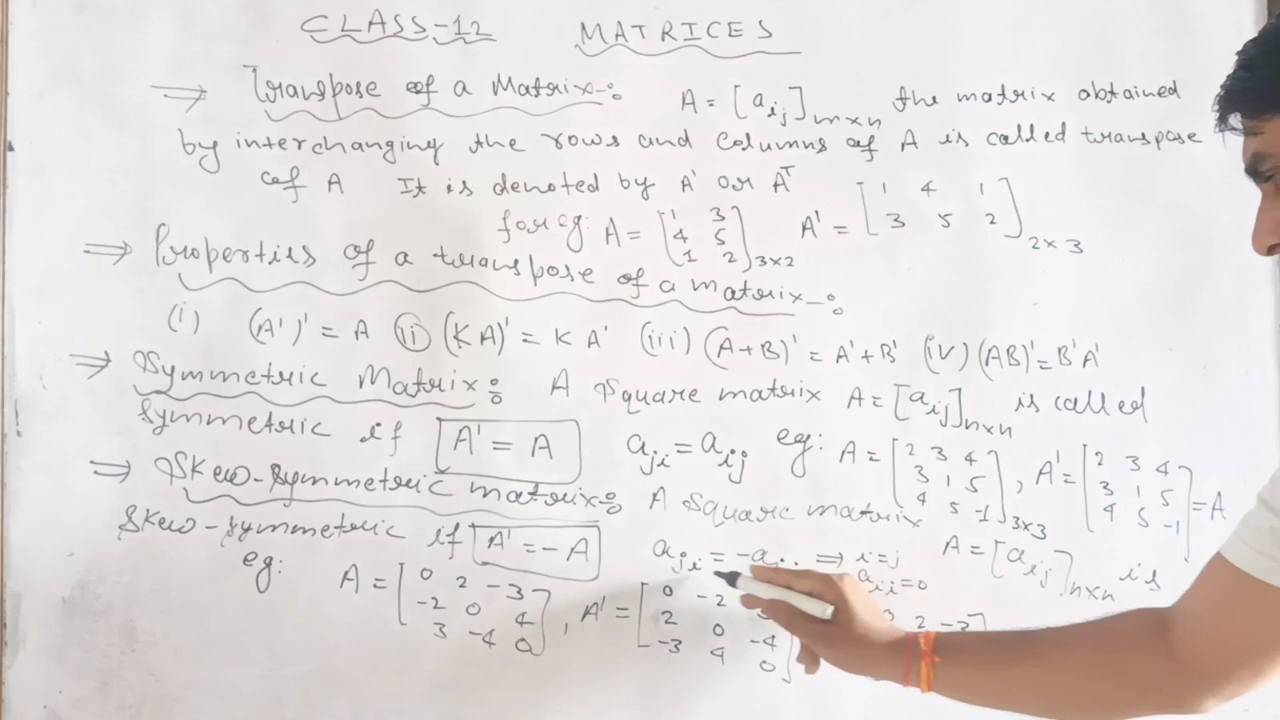 CLASS-12 MATRICES
⇒ Transpose of a Matrix:- A = [aij]m×n the matrix obtained
by interchanging the rows and columns of A is called transpose
of A It is denoted by A' or Aᵀ
for eg: A = [1 3; 4 5; 1 2]3×2 A' = [1 4 1; 3 5 2]2×3
⇒ Properties of a transpose of a matrix:-
(i) (A')' = A (ii) (KA)' = KA' (iii) (A+B)' = A'+B' (iv) (AB)' = B'A'
⇒ Symmetric Matrix: A Square matrix A = [aij]n×n is called
Symmetric if A' = A aji = aij eg: A = [2 3 4; 3 1 5; 4 5 -1]3×3, A' = [2 3 4; 3 1 5; 4 5 -1] = A
⇒ Skew-Symmetric matrix: A Square matrix A = [aij]n×n is
Skew-Symmetric if A' = -A aji = -a ⇒ i=j aii=0
eg: A = [0 2 -3; -2 0 4; 3 -4 0], A' = [0 -2; 2 0 -4; -3 4 0] 2 -3